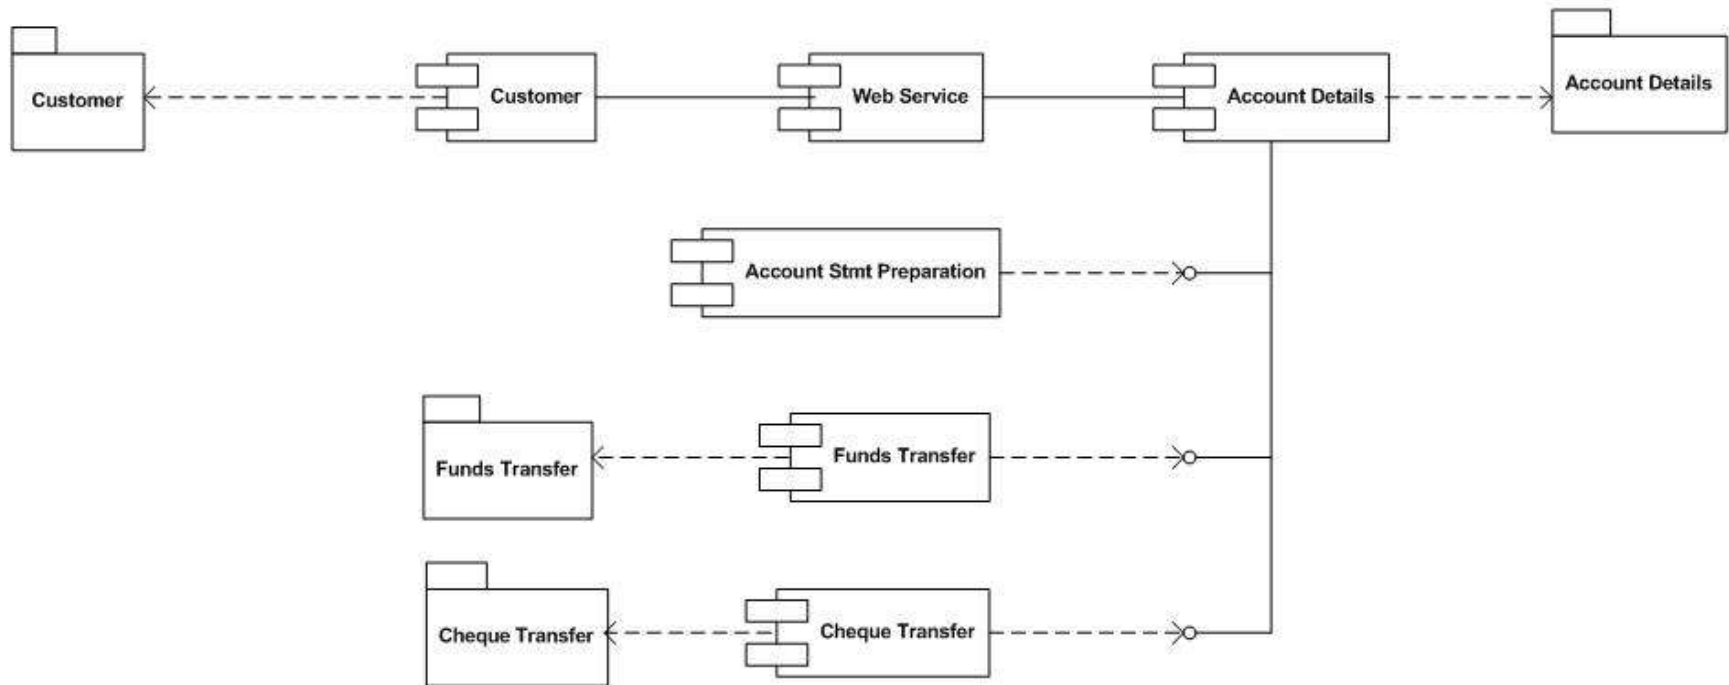 Customer
Customer
Web Service
Account Details
Account Details
Account Stmt Preparation
Funds Transfer
Funds Transfer
Cheque Transfer
Cheque Transfer